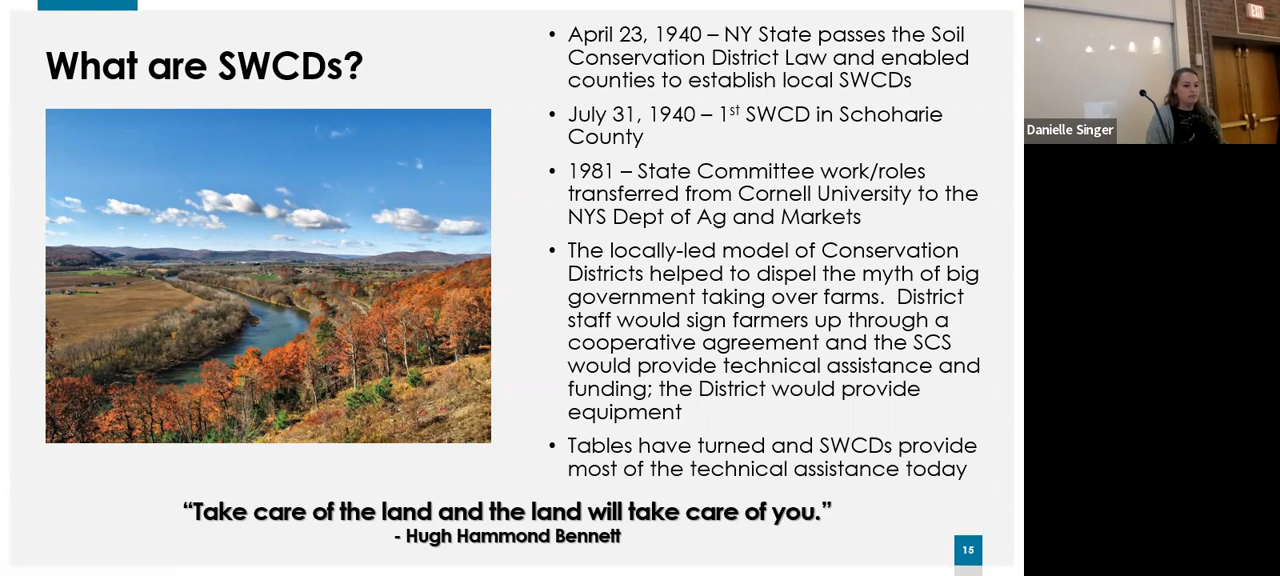 What are SWCDs?
• April 23, 1940 – NY State passes the Soil
Conservation District Law and enabled
counties to establish local SWCDs
• July 31, 1940 – 1st SWCD in Schoharie
County
• 1981 – State Committee work/roles
transferred from Cornell University to the
NYS Dept of Ag and Markets
• The locally-led model of Conservation
Districts helped to dispel the myth of big
government taking over farms.  District
staff would sign farmers up through a
cooperative agreement and the SCS
would provide technical assistance and
funding; the District would provide
equipment
• Tables have turned and SWCDs provide
most of the technical assistance today
“Take care of the land and the land will take care of you.”
- Hugh Hammond Bennett
15
EXIT
Danielle Singer